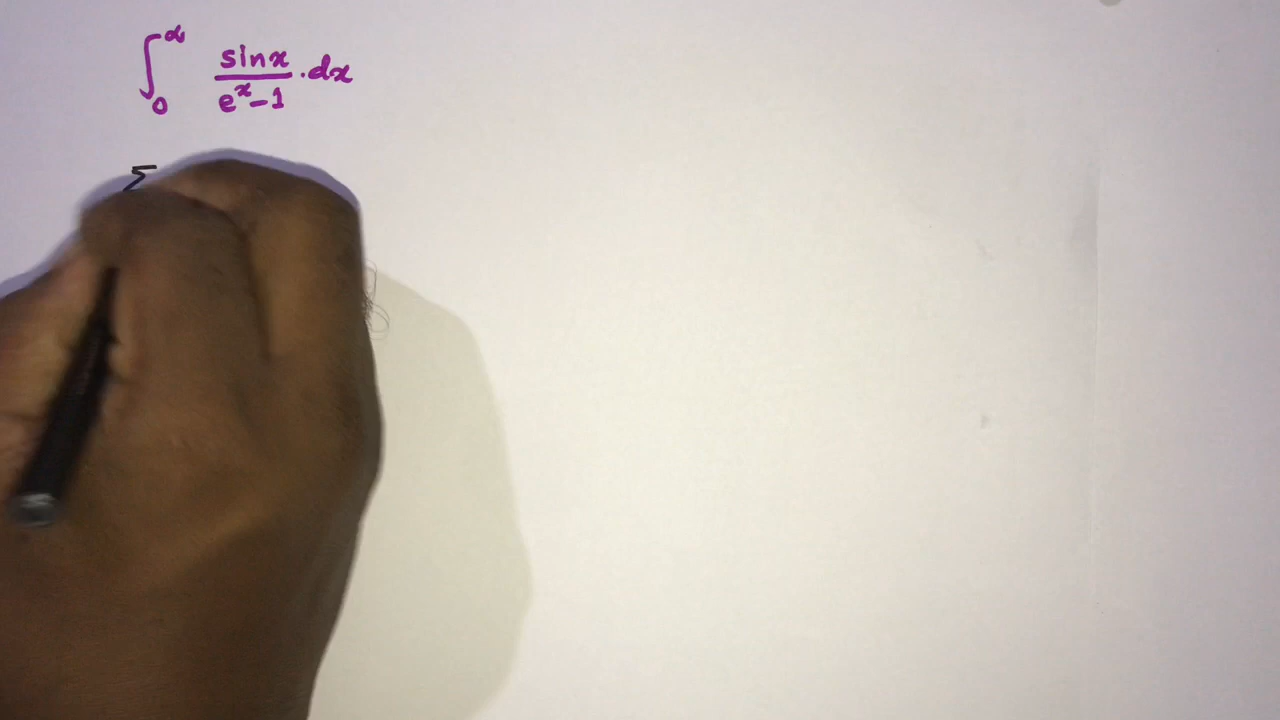 ∫₀^∝ sinx/(eˣ-1) .dx
Σ